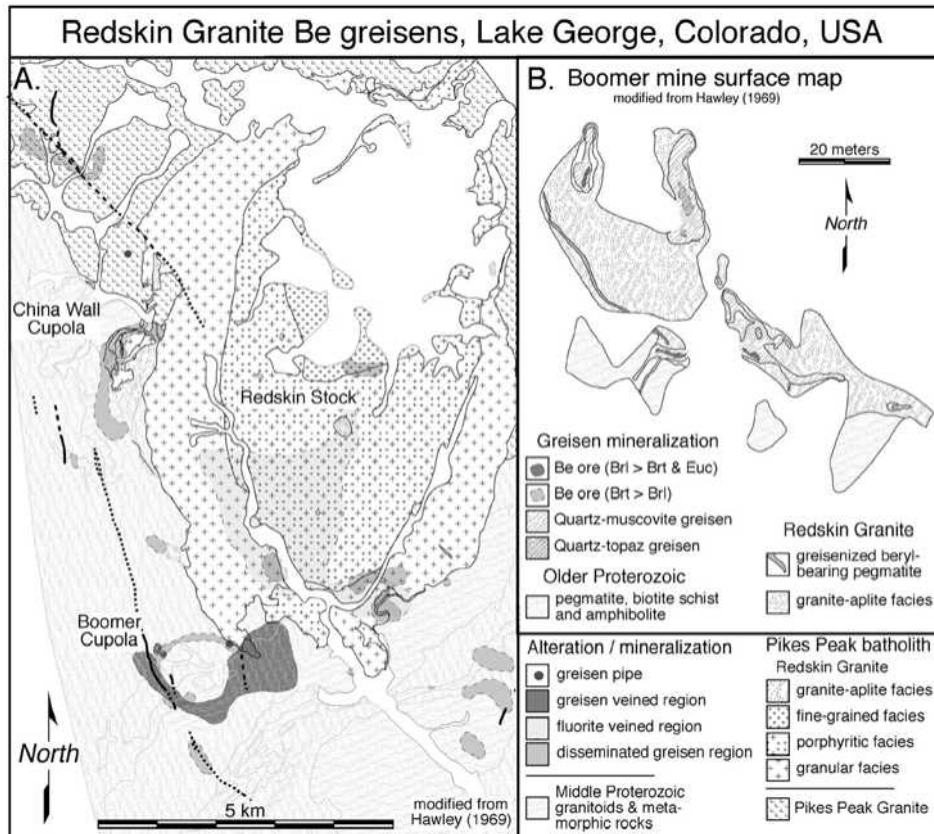 Redskin Granite Be greisens, Lake George, Colorado, USA
A.
China Wall
Cupola
Redskin Stock
Boomer
Cupola
North
5 km
modified from
Hawley (1969)
B. Boomer mine surface map
modified from Hawley (1969)
20 meters
North
Greisen mineralization
Be ore (Brl > Brt & Euc)
Be ore (Brt > Brl)
Quartz-muscovite greisen
Quartz-topaz greisen
Older Proterozoic
pegmatite, biotite schist
and amphibolite
Redskin Granite
greisenized beryl-
bearing pegmatite
granite-aplite facies
Alteration / mineralization
greisen pipe
greisen veined region
fluorite veined region
disseminated greisen region
Middle Proterozoic
granitoids & meta-
morphic rocks
Pikes Peak batholith
Redskin Granite
granite-aplite facies
fine-grained facies
porphyritic facies
granular facies
Pikes Peak Granite